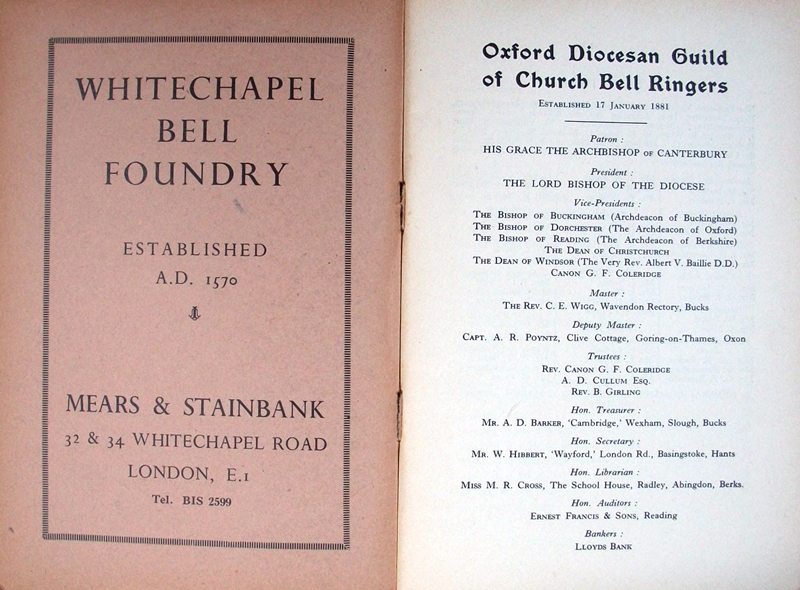 WHITECHAPEL
BELL
FOUNDRY
ESTABLISHED
A.D. 1570
MEARS & STAINBANK
32 & 34 WHITECHAPEL ROAD
LONDON, E.1
Tel. BIS 2599
Oxford Diocesan Guild
of Church Bell Ringers
Established 17 January 1881
Patron :
HIS GRACE THE ARCHBISHOP OF CANTERBURY
President :
THE LORD BISHOP OF THE DIOCESE
Vice-Presidents :
The Bishop of Buckingham (Archdeacon of Buckingham)
The Bishop of Dorchester (The Archdeacon of Oxford)
The Bishop of Reading (The Archdeacon of Berkshire)
The Dean of Christchurch
The Dean of Windsor (The Very Rev. Albert V. Baillie D.D.)
Canon G. F. Coleridge
Master :
The Rev. C. E. Wigg, Wavendon Rectory, Bucks
Deputy Master :
Capt. A. R. Poyntz, Clive Cottage, Goring-on-Thames, Oxon
Trustees :
Rev. Canon G. F. Coleridge
A. D. Cullum Esq.
Rev. B. Girling
Hon. Treasurer :
Mr. A. D. Barker, 'Cambridge,' Wexham, Slough, Bucks
Hon. Secretary :
Mr. W. Hibbert, 'Wayford,' London Rd., Basingstoke, Hants
Hon. Librarian :
Miss M. R. Cross, The School House, Radley, Abingdon, Berks.
Hon. Auditors :
Ernest Francis & Sons, Reading
Bankers :
Lloyds Bank